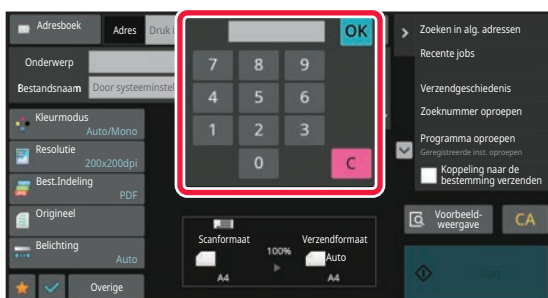 Adresboek
Adres
Druk
OK
Zoeken in alg. adressen
Recente jobs
Onderwerp
Bestandsnaam
Door systeeminstel
7 8 9
4 5 6
1 2 3
0 C
Verzendgeschiedenis
Zoeknummer oproepen
Programma oproepen
Geregistreerde inst. oproepen
Koppeling naar de
bestemming verzenden
Kleurmodus
Auto/Mono
Resolutie
200x200dpi
Best.Indeling
PDF
Origineel
Belichting
Auto
Overige
Scanformaat
A4
100%
Verzendformaat
Auto
A4
Voorbeeld-
weergave
CA
Start